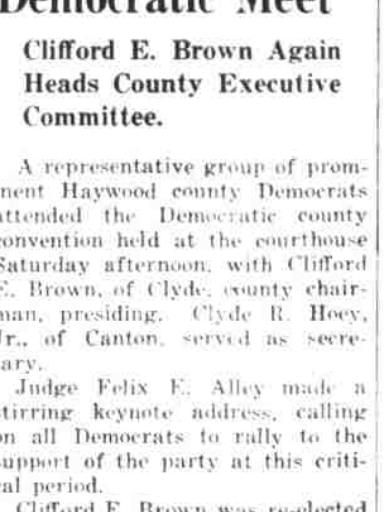 Democratic Meet
Clifford E. Brown Again
Heads County Executive
Committee.
A representative group of prom-
nent Haywood county Democrats
attended the Democratic county
convention held at the courthouse
Saturday afternoon, with Clifford
E. Brown, of Clyde, county chair-
man, presiding. Clyde R. Hoey,
Jr., of Canton, served as secre-
ary.
Judge Felix E. Alley made a
stirring keynote address, calling
on all Democrats to rally to the
support of the party at this criti-
cal period.
Clifford E. Brown was re-elected